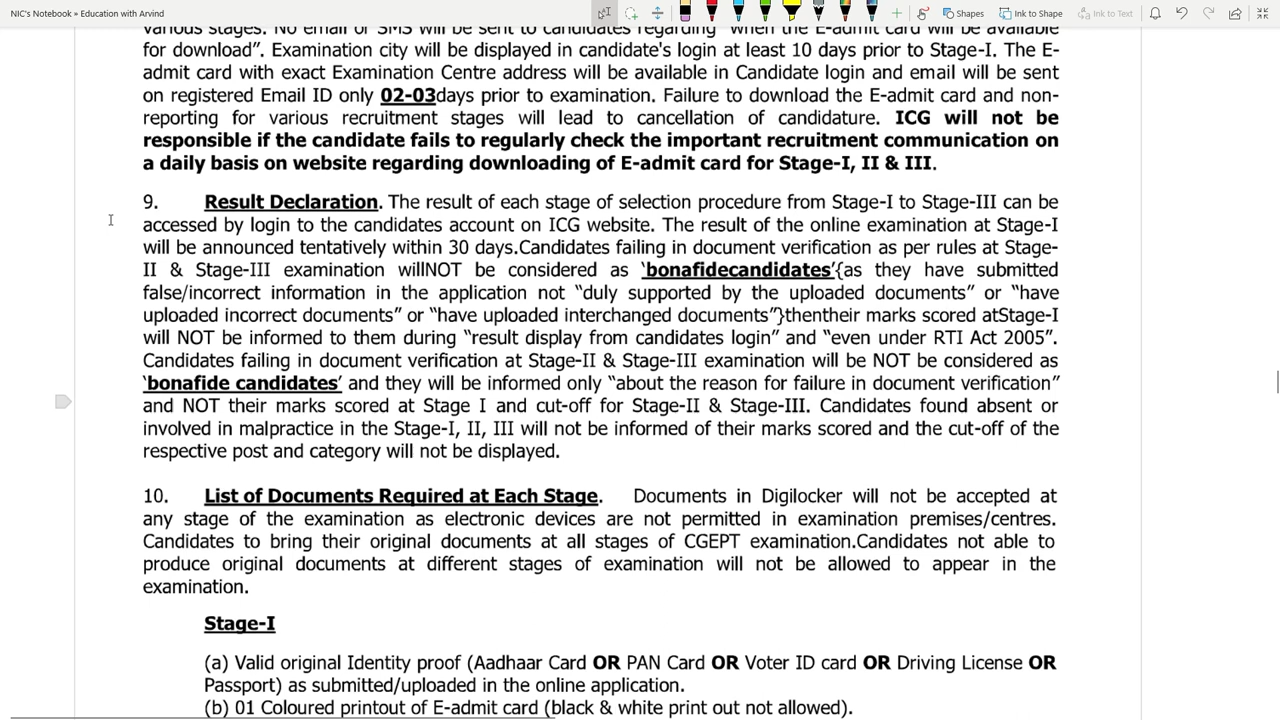 NIC's Notebook » Education with Arvind
Shapes
Ink to Shape
Ink to Text
various stages. No email or SMS will be sent to candidates regarding "when the E-admit card will be available
for download". Examination city will be displayed in candidate's login at least 10 days prior to Stage-I. The E-
admit card with exact Examination Centre address will be available in Candidate login and email will be sent
on registered Email ID only 02-03days prior to examination. Failure to download the E-admit card and non-
reporting for various recruitment stages will lead to cancellation of candidature. ICG will not be
responsible if the candidate fails to regularly check the important recruitment communication on
a daily basis on website regarding downloading of E-admit card for Stage-I, II & III.
9. Result Declaration. The result of each stage of selection procedure from Stage-I to Stage-III can be
accessed by login to the candidates account on ICG website. The result of the online examination at Stage-I
will be announced tentatively within 30 days.Candidates failing in document verification as per rules at Stage-
II & Stage-III examination willNOT be considered as 'bonafidecandidates'{as they have submitted
false/incorrect information in the application not "duly supported by the uploaded documents" or "have
uploaded incorrect documents" or "have uploaded interchanged documents"}thentheir marks scored atStage-I
will NOT be informed to them during "result display from candidates login" and "even under RTI Act 2005".
Candidates failing in document verification at Stage-II & Stage-III examination will be NOT be considered as
'bonafide candidates' and they will be informed only "about the reason for failure in document verification"
and NOT their marks scored at Stage I and cut-off for Stage-II & Stage-III. Candidates found absent or
involved in malpractice in the Stage-I, II, III will not be informed of their marks scored and the cut-off of the
respective post and category will not be displayed.
10. List of Documents Required at Each Stage. Documents in Digilocker will not be accepted at
any stage of the examination as electronic devices are not permitted in examination premises/centres.
Candidates to bring their original documents at all stages of CGEPT examination.Candidates not able to
produce original documents at different stages of examination will not be allowed to appear in the
examination.
Stage-I
(a) Valid original Identity proof (Aadhaar Card OR PAN Card OR Voter ID card OR Driving License OR
Passport) as submitted/uploaded in the online application.
(b) 01 Coloured printout of E-admit card (black & white print out not allowed).